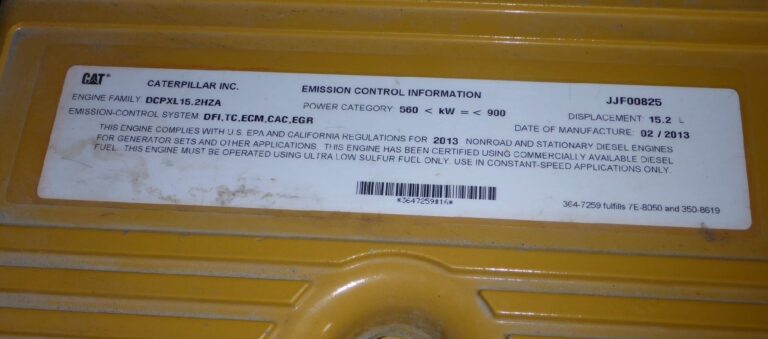 CAT® CATERPILLAR INC. EMISSION CONTROL INFORMATION JJF00825
ENGINE FAMILY DCPXL15.2HZA POWER CATEGORY 560 < kW = < 900 DISPLACEMENT 15.2 L
EMISSION-CONTROL SYSTEM DFI,TC,ECM,CAC,EGR DATE OF MANUFACTURE: 02/2013
THIS ENGINE COMPLIES WITH U.S. EPA AND CALIFORNIA REGULATIONS FOR 2013 NONROAD AND STATIONARY DIESEL ENGINES
FOR GENERATOR SETS AND OTHER APPLICATIONS. THIS ENGINE HAS BEEN CERTIFIED USING COMMERCIALLY AVAILABLE DIESEL
FUEL. THIS ENGINE MUST BE OPERATED USING ULTRA LOW SULFUR FUEL ONLY. USE IN CONSTANT-SPEED APPLICATIONS ONLY.
*3647259#16*
364-7259 fulfills 7E-8050 and 350-8619